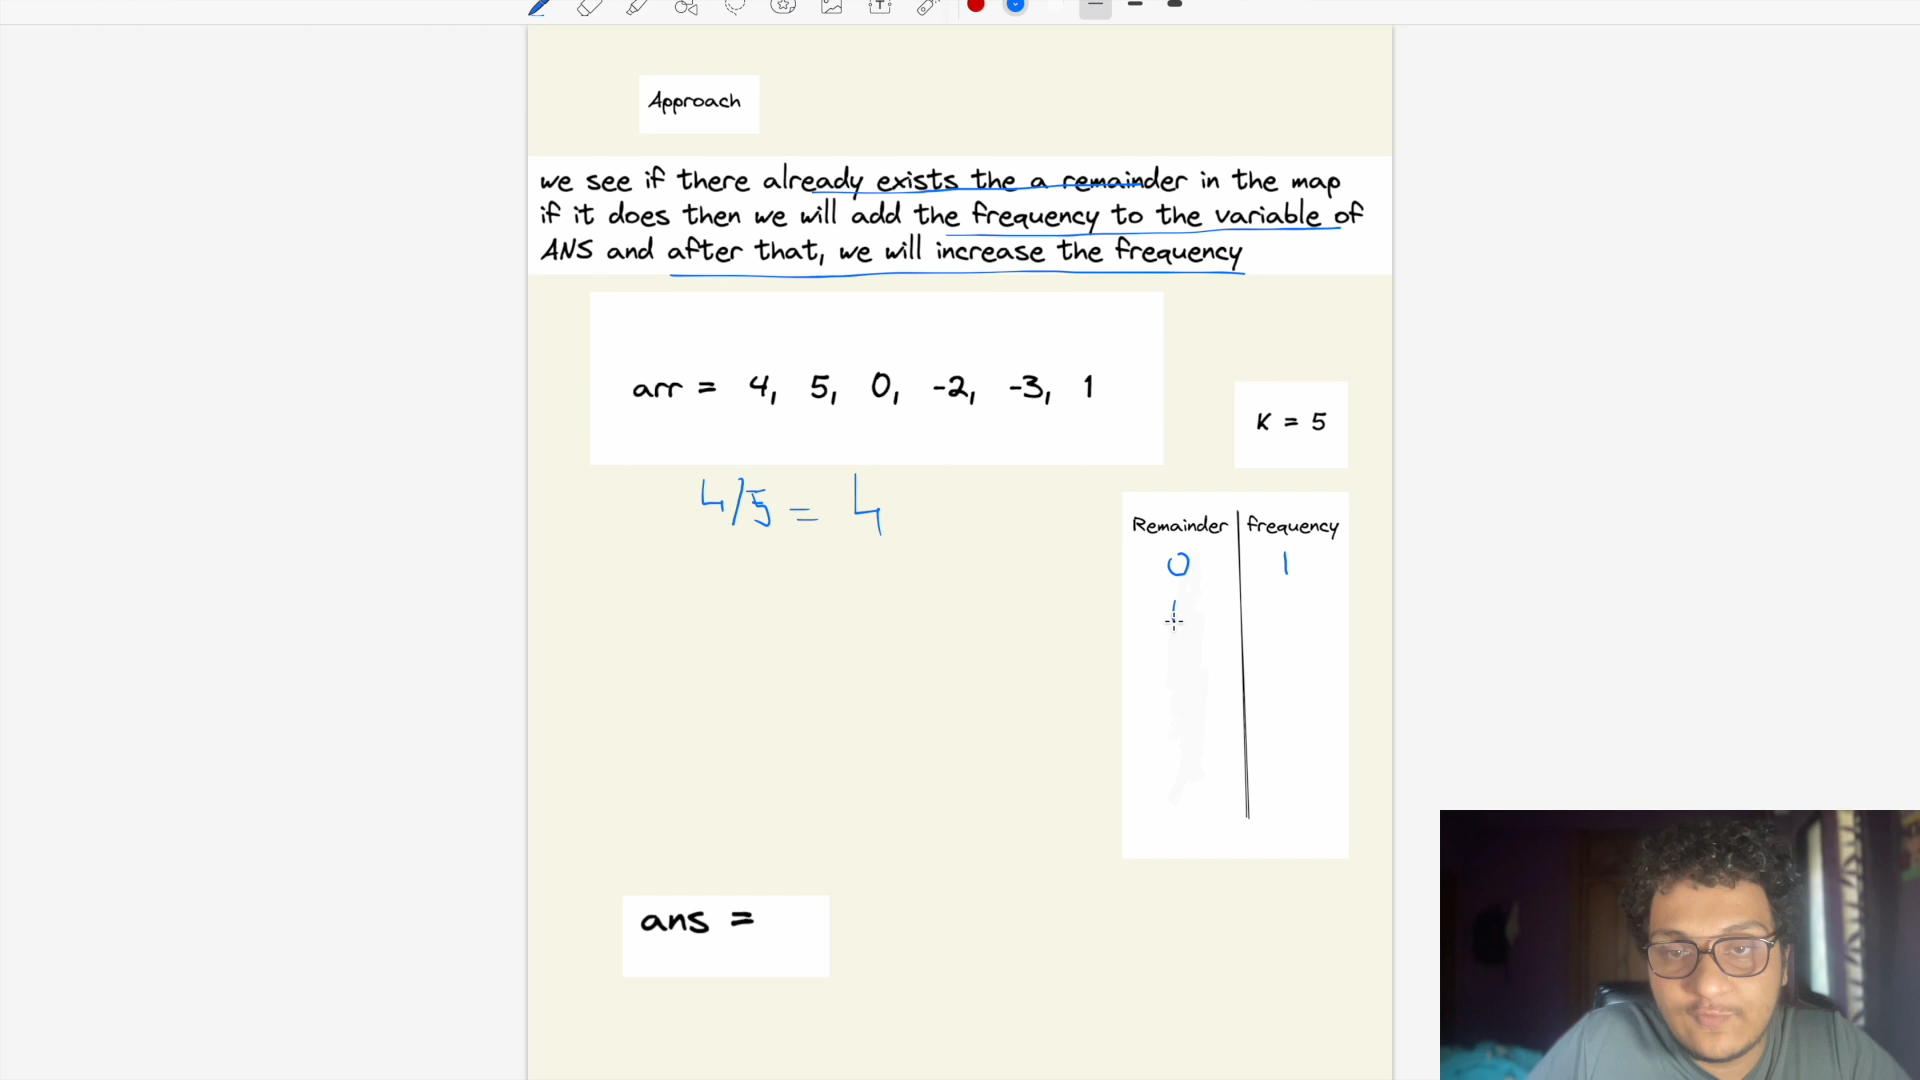 Approach
we see if there already exists the a remainder in the map
if it does then we will add the frequency to the variable of
ANS and after that, we will increase the frequency
arr = 4, 5, 0, -2, -3, 1
K = 5
4/5 = 4
Remainder frequency
0 1
ans =